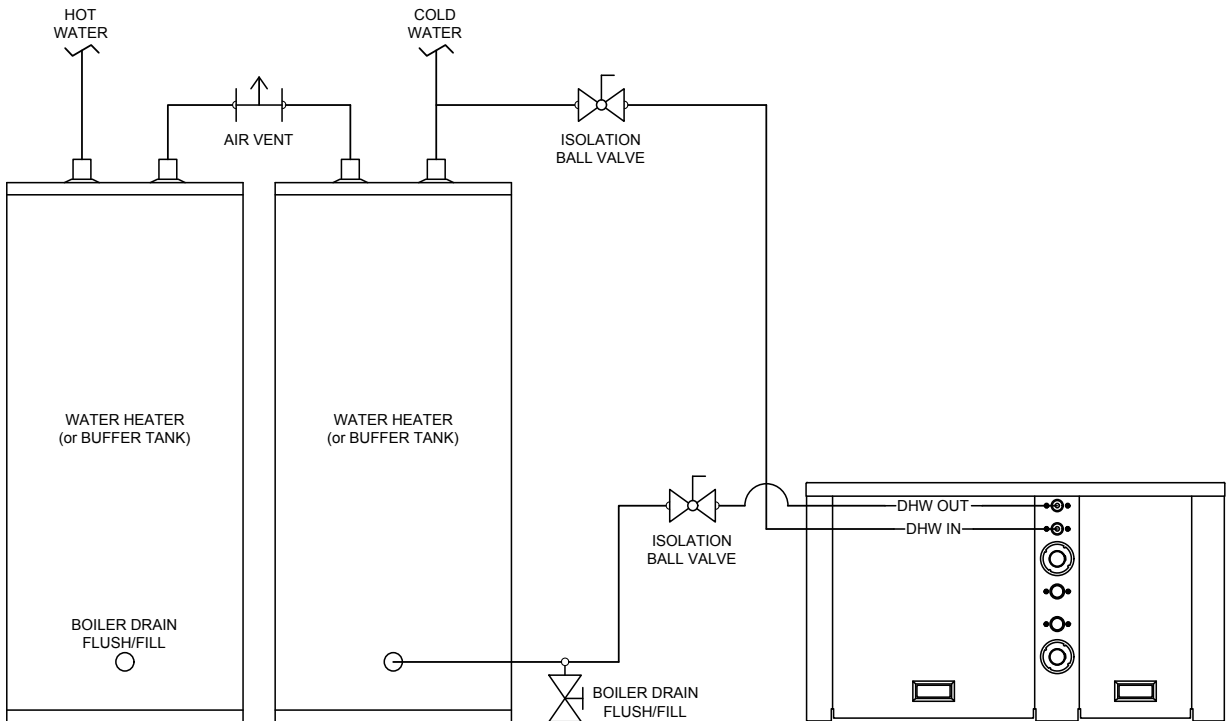 HOT
WATER
COLD
WATER
AIR VENT
ISOLATION
BALL VALVE
WATER HEATER
(or BUFFER TANK)
WATER HEATER
(or BUFFER TANK)
DHW OUT
DHW IN
ISOLATION
BALL VALVE
BOILER DRAIN
FLUSH/FILL
BOILER DRAIN
FLUSH/FILL